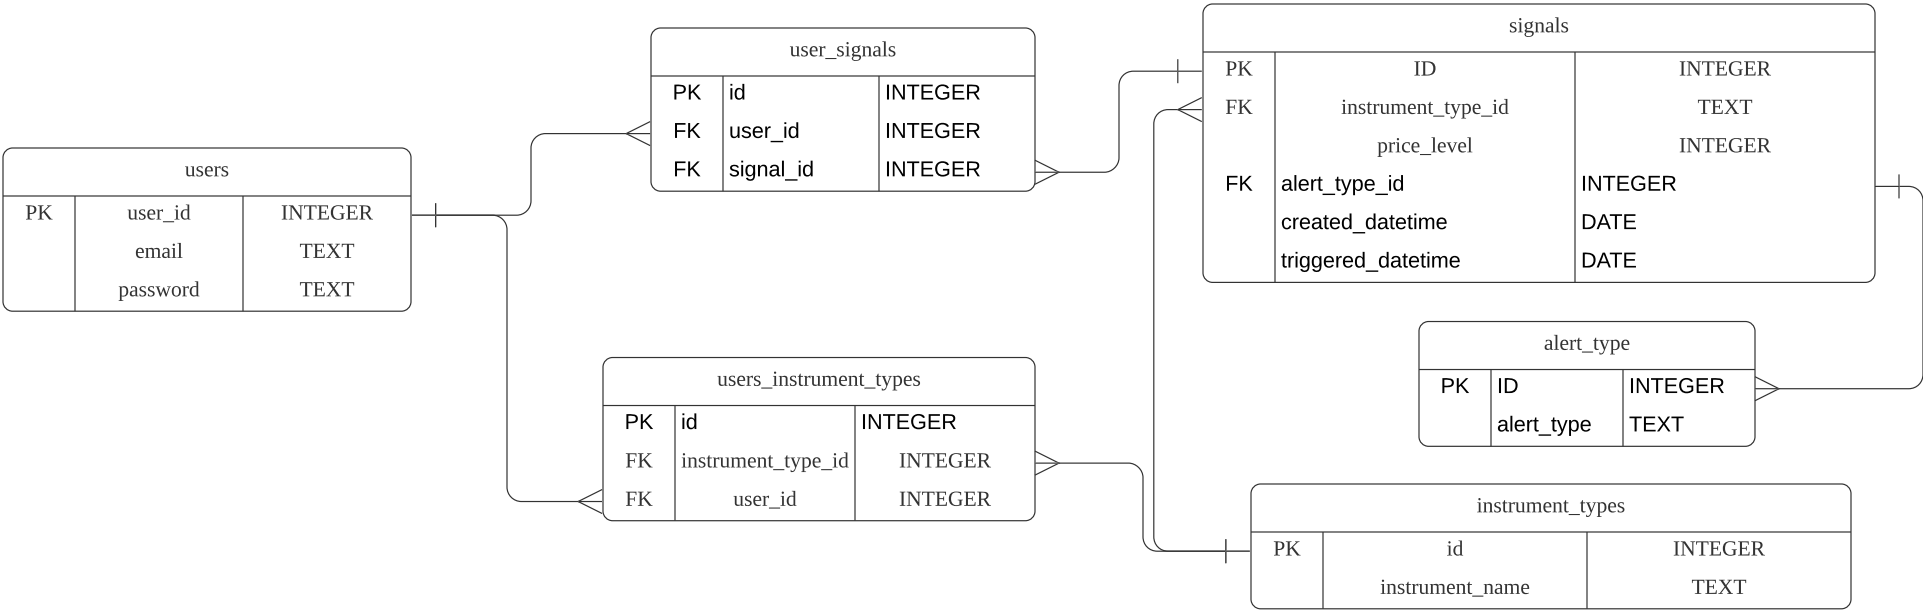 users
PK user_id INTEGER
email TEXT
password TEXT
user_signals
PK id INTEGER
FK user_id INTEGER
FK signal_id INTEGER
users_instrument_types
PK id INTEGER
FK instrument_type_id INTEGER
FK user_id INTEGER
signals
PK ID INTEGER
FK instrument_type_id TEXT
price_level INTEGER
FK alert_type_id INTEGER
created_datetime DATE
triggered_datetime DATE
alert_type
PK ID INTEGER
alert_type TEXT
instrument_types
PK id INTEGER
instrument_name TEXT